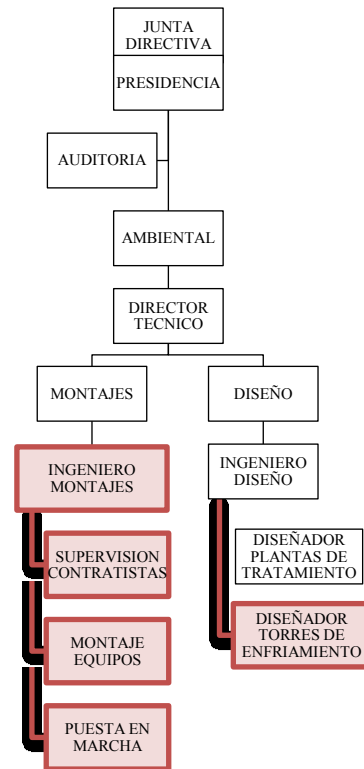 JUNTA
DIRECTIVA
PRESIDENCIA
AUDITORIA
AMBIENTAL
DIRECTOR
TECNICO
MONTAJES
DISEÑO
INGENIERO
MONTAJES
INGENIERO
DISEÑO
SUPERVISION
CONTRATISTAS
DISEÑADOR
PLANTAS DE
TRATAMIENTO
MONTAJE
EQUIPOS
DISEÑADOR
TORRES DE
ENFRIAMIENTO
PUESTA EN
MARCHA